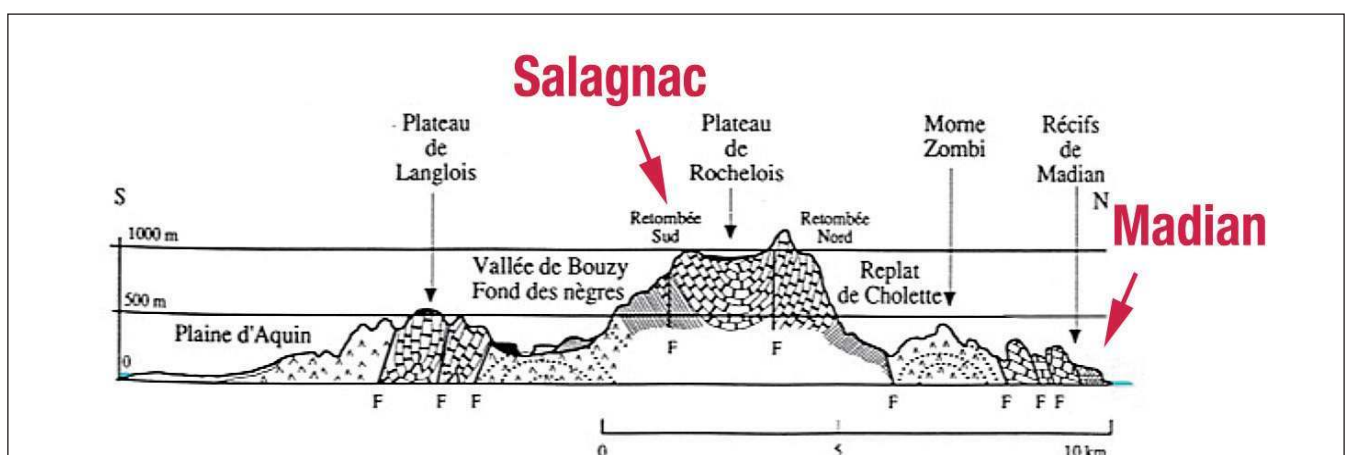 Salagnac
- Plateau
de
Langlois
Plateau
de
Rochelois
Morne
Zombi
Récifs
de
Madian
S
N
Madian
Retombée
Sud
Retombée
Nord
1000 m
Vallée de Bouzy
Fond des nègres
Replat
de Cholette
500 m
Plaine d'Aquin
0
F
F
F
F
F
F
F
F
F
0
5
10 km